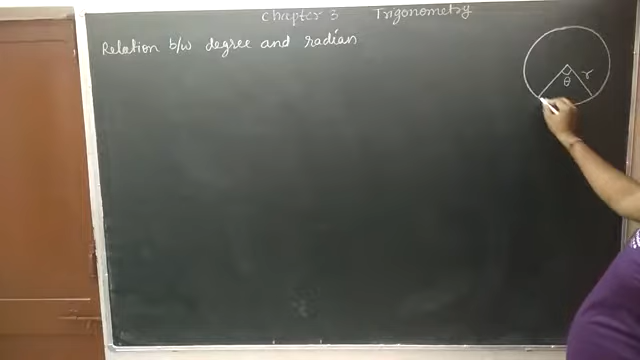 Chapter 3 Trigonometry
Relation b/w degree and radian
r
θ